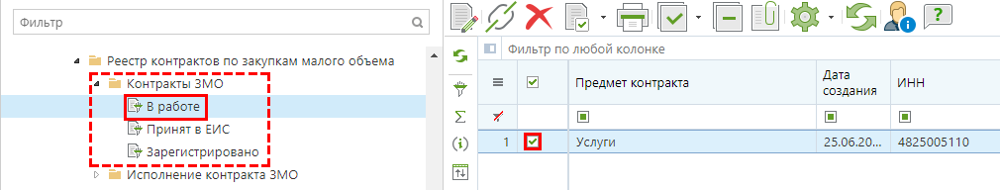 Фильтр
Реестр контрактов по закупкам малого объема
Контракты ЗМО
В работе
Принят в ЕИС
Зарегистрировано
Исполнение контракта ЗМО
Фильтр по любой колонке
Предмет контракта
Дата создания
ИНН
1 Услуги 25.06.20... 4825005110